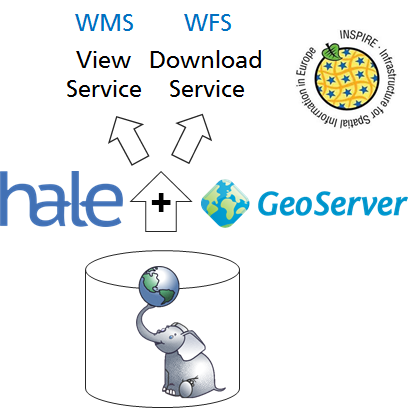 WMS WFS
View Download
Service Service
INSPIRE - Infrastructure for Spatial Information in Europe
hale + GeoServer